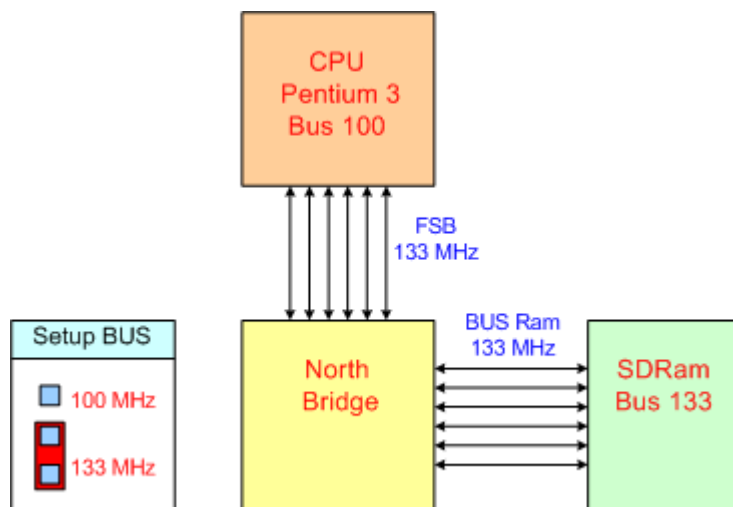 CPU
Pentium 3
Bus 100
FSB
133 MHz
Setup BUS
100 MHz
133 MHz
North
Bridge
BUS Ram
133 MHz
SDRam
Bus 133